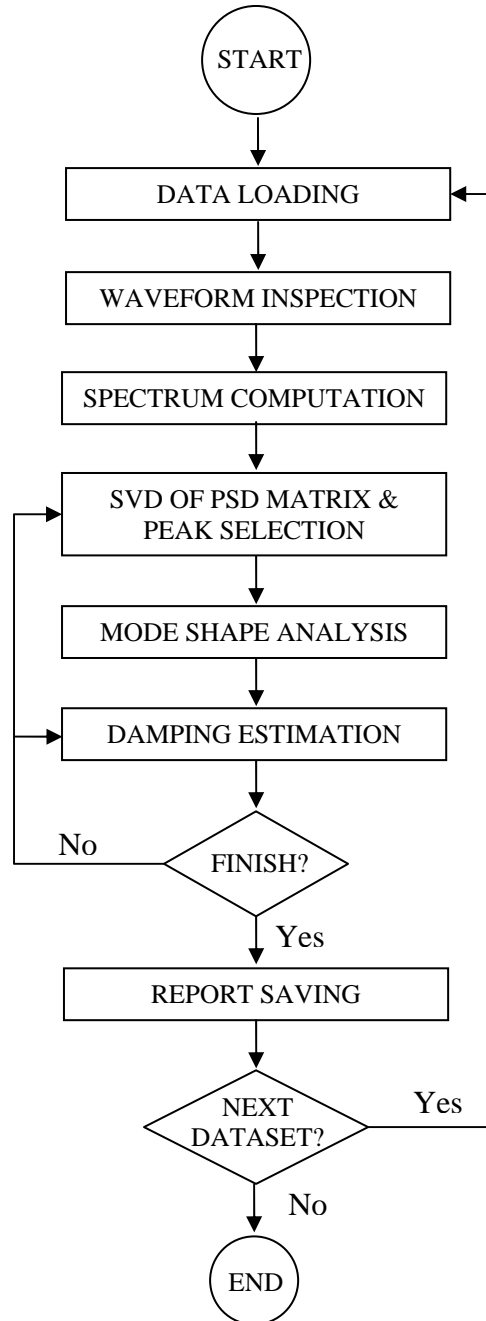 START
DATA LOADING
WAVEFORM INSPECTION
SPECTRUM COMPUTATION
SVD OF PSD MATRIX &
PEAK SELECTION
MODE SHAPE ANALYSIS
DAMPING ESTIMATION
No
FINISH?
Yes
REPORT SAVING
NEXT
DATASET?
Yes
No
END